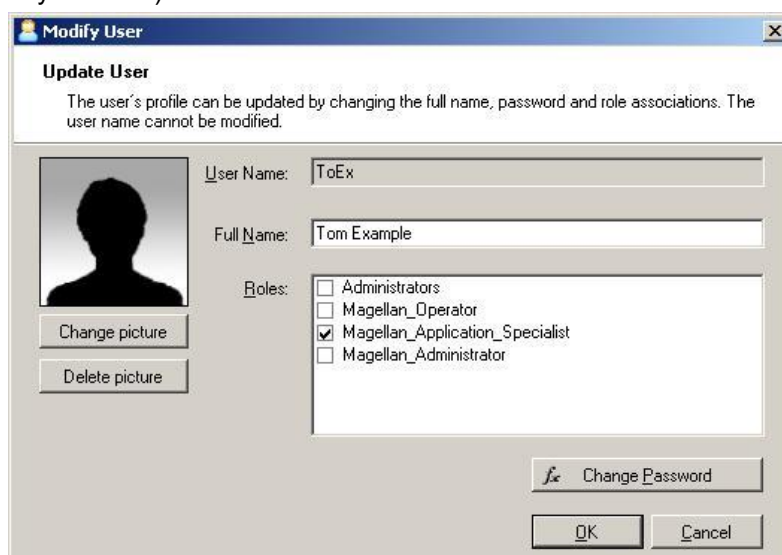 Modify User
Update User
The user's profile can be updated by changing the full name, password and role associations. The
user name cannot be modified.
User Name: ToEx
Full Name: Tom Example
Roles:
Administrators
Magellan_Operator
Magellan_Application_Specialist
Magellan_Administrator
Change picture
Delete picture
fx Change Password
OK Cancel